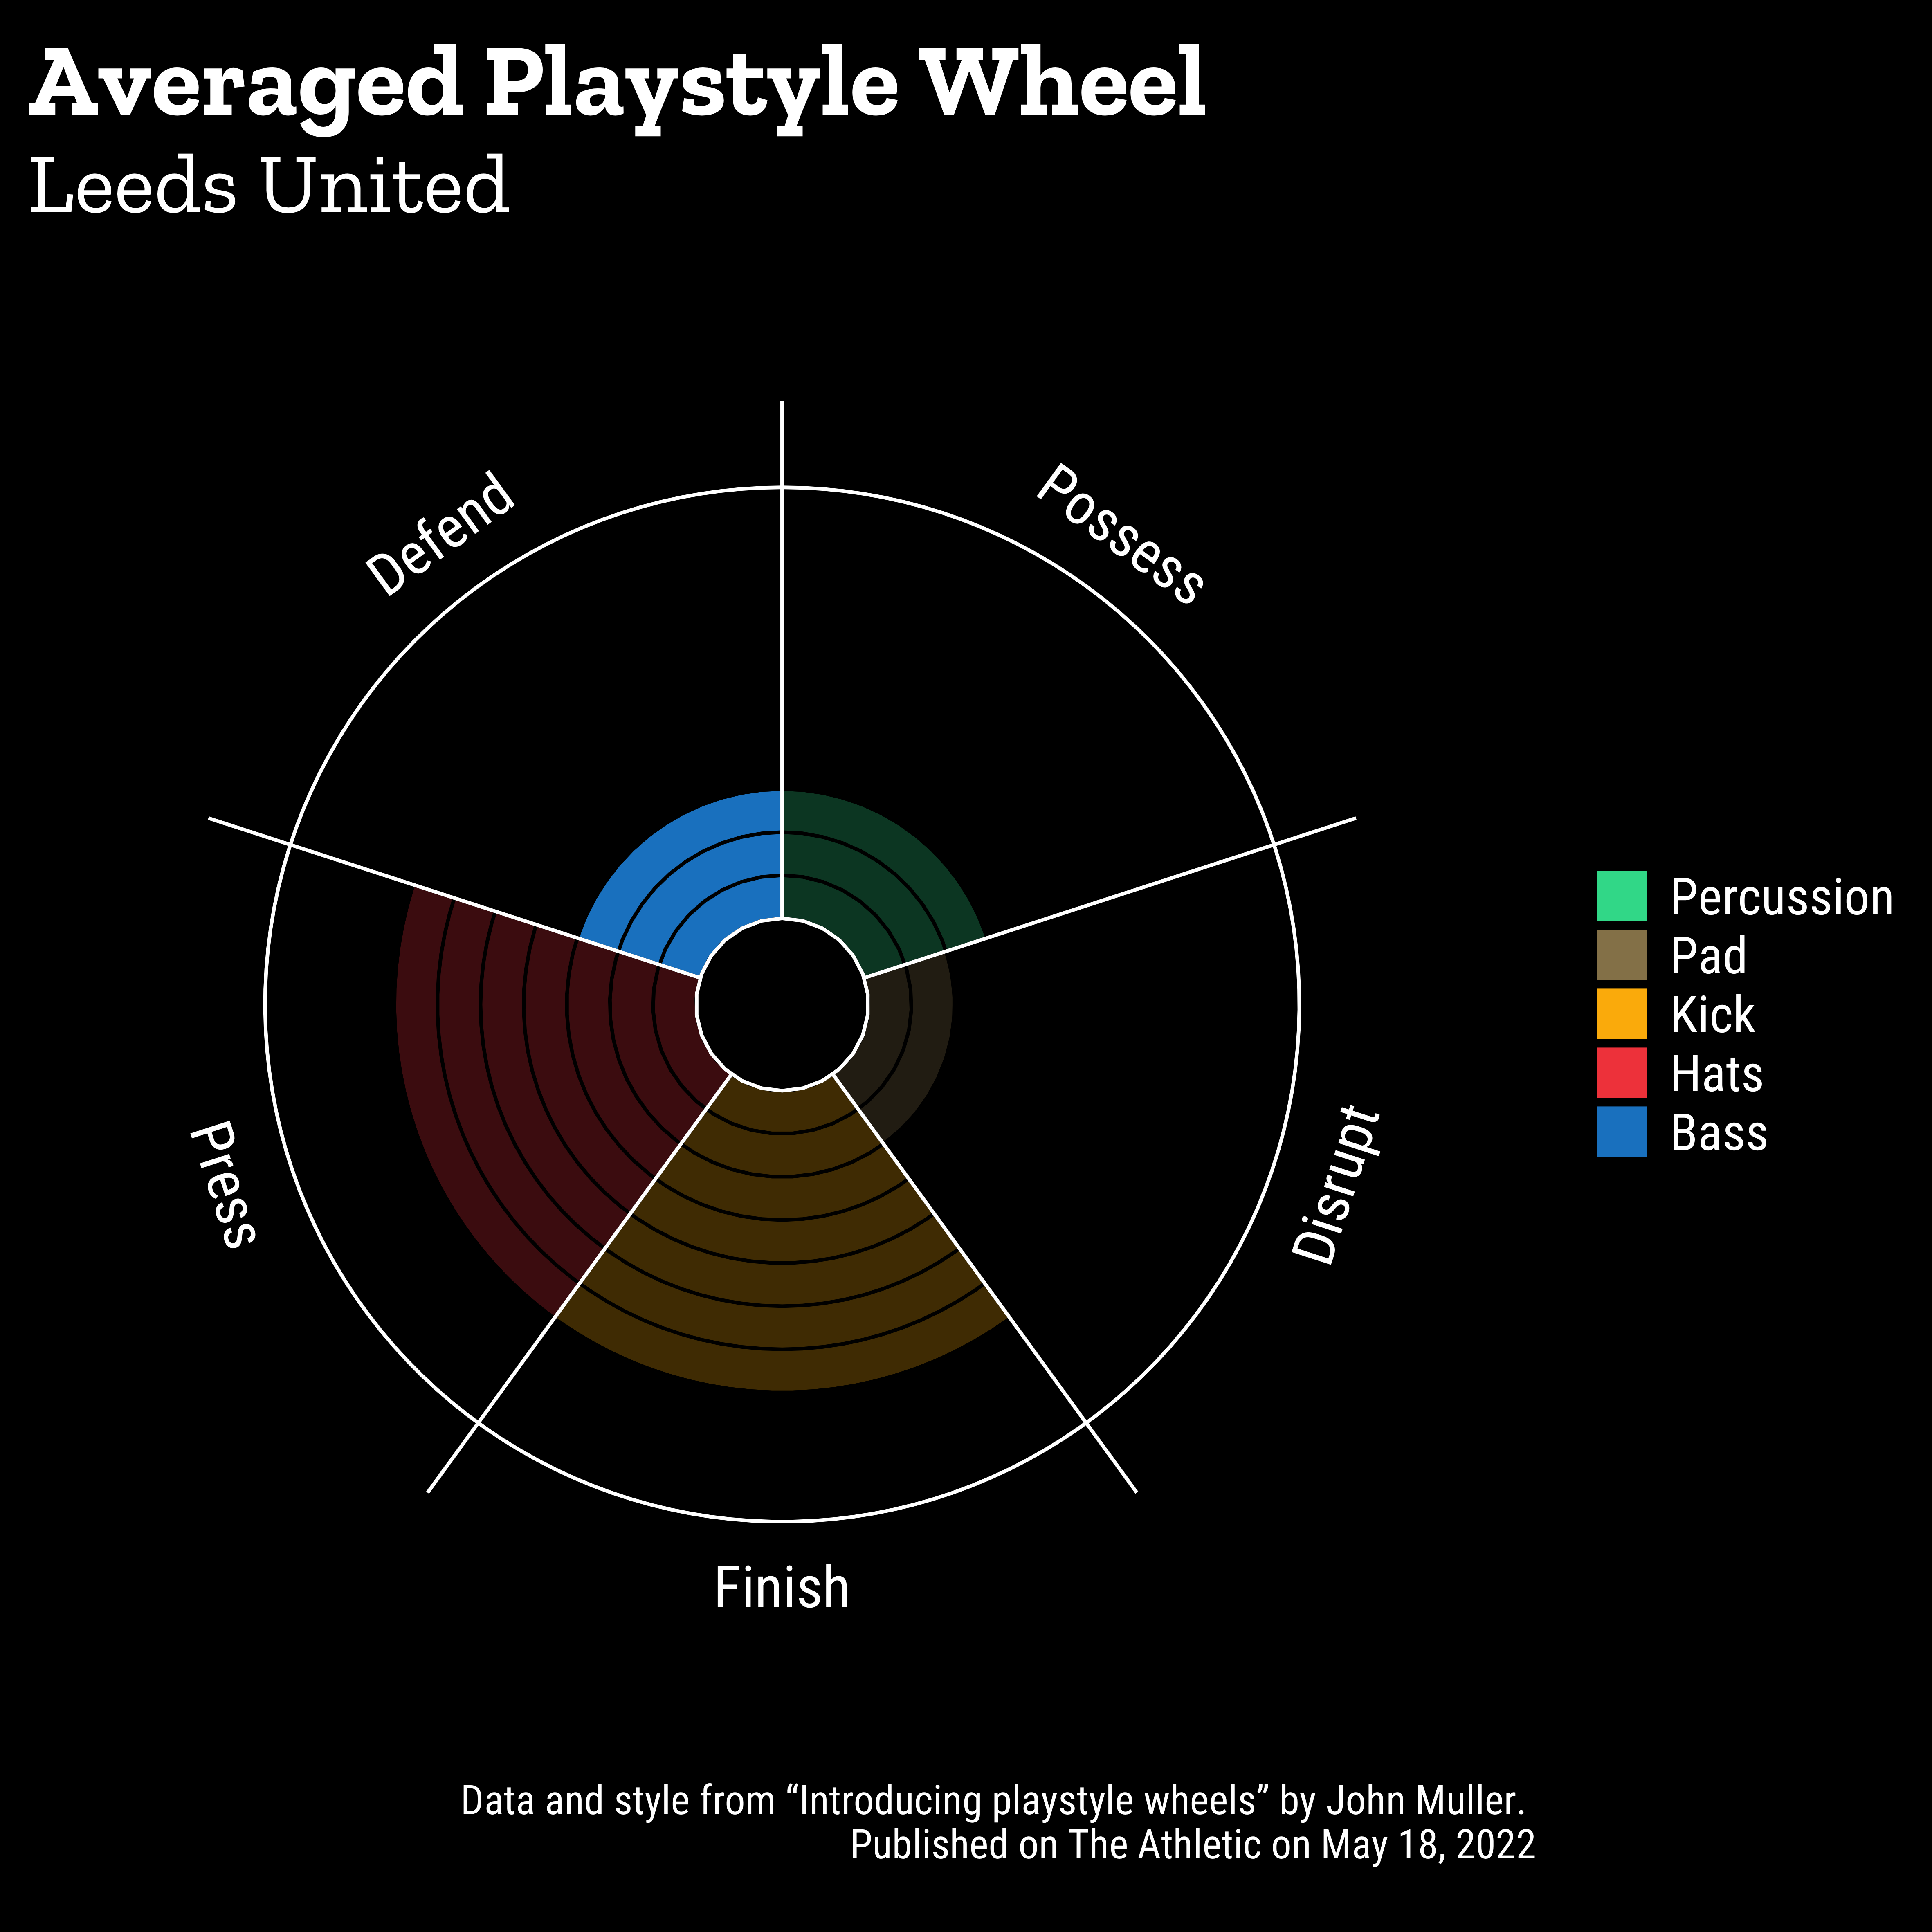 Averaged Playstyle Wheel
Leeds United
Defend
Possess
Press
Disrupt
Finish
Percussion
Pad
Kick
Hats
Bass
Data and style from “Introducing playstyle wheels” by John Muller.
Published on The Athletic on May 18, 2022